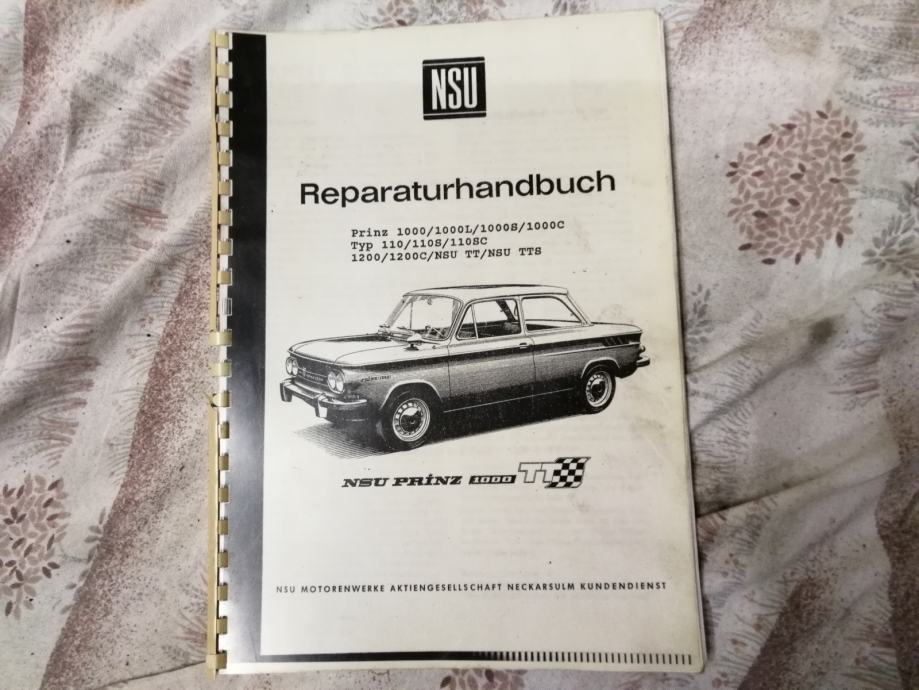 NSU
Reparaturhandbuch
Prinz 1000/1000L/1000S/1000C
Typ 110/110S/110SC
1200/1200C/NSU TT/NSU TTS
NSU PRINZ 1000 TT
NSU MOTORENWERKE AKTIENGESELLSCHAFT NECKARSULM KUNDENDIENST